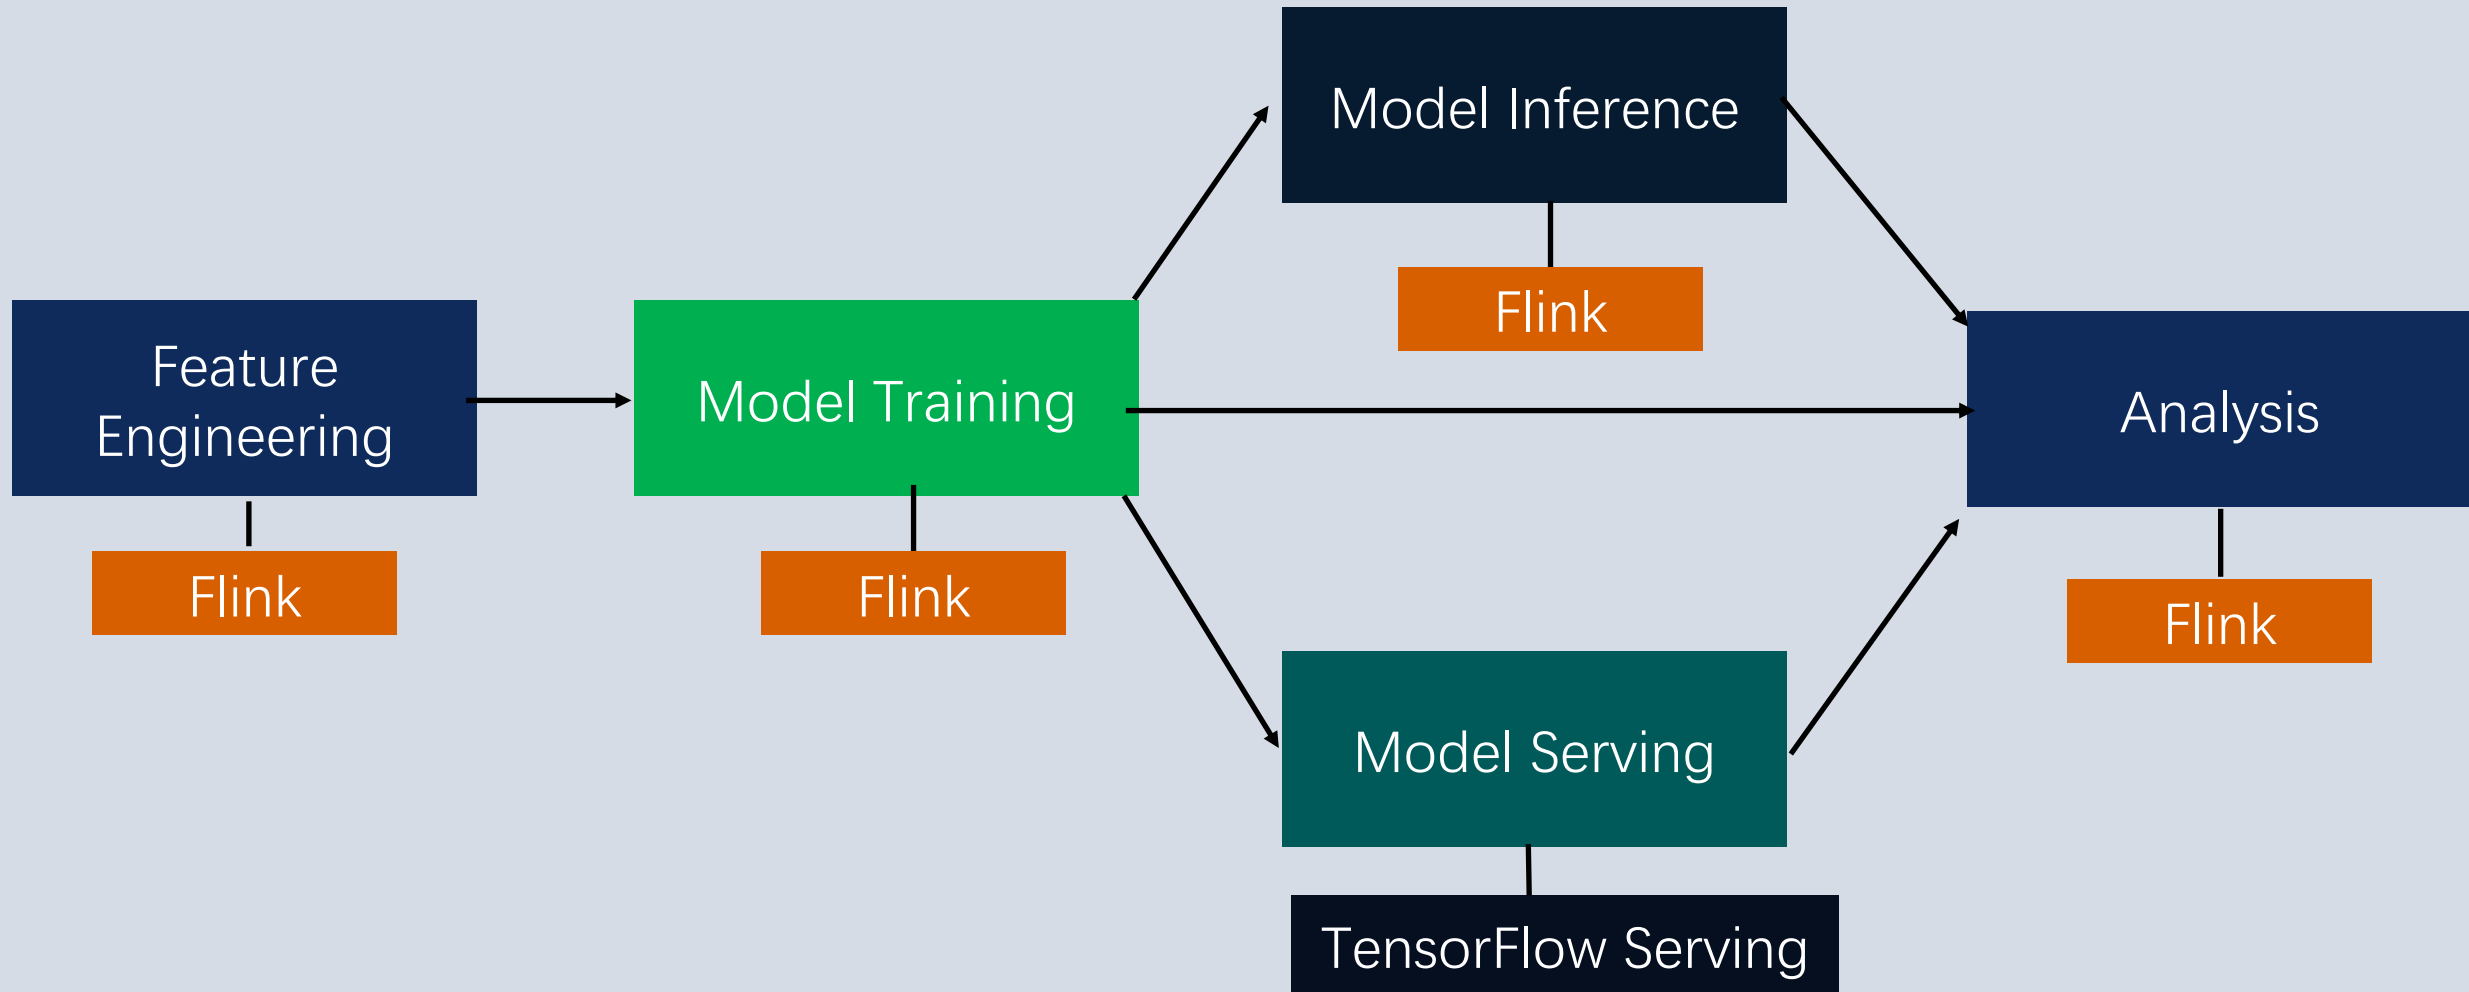 Model Inference
Flink
Feature
Engineering
Flink
Model Training
Flink
Analysis
Flink
Model Serving
TensorFlow Serving